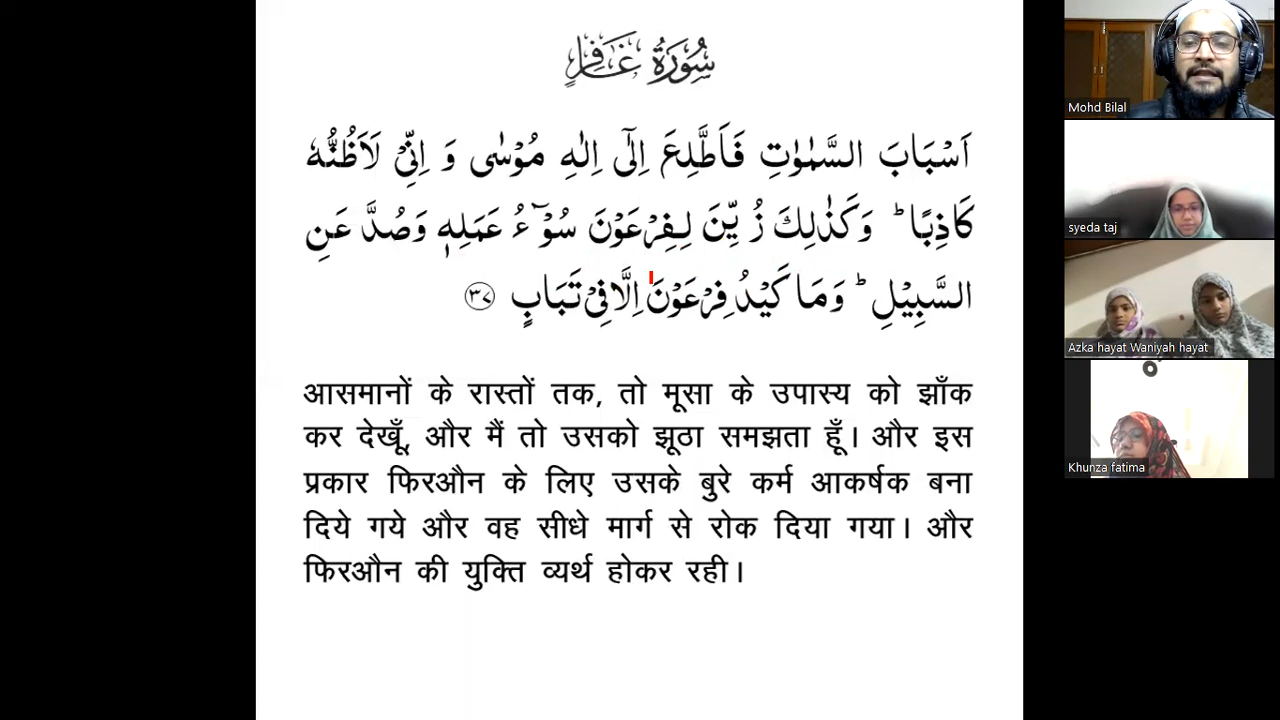 سُوْرَةُ غَافِرٍ
اَسْبَابَ السَّمٰوٰتِ فَاَطَّلِعَ اِلٰٓى اِلٰهِ مُوْسٰى وَ اِنِّىْ لَاَظُنُّهٗ
كَاذِبًا ؕ وَكَذٰلِكَ زُيِّنَ لِفِرْعَوْنَ سُوْٓءُ عَمَلِهٖ وَصُدَّ عَنِ
السَّبِيْلِ ؕ وَمَا كَيْدُ فِرْعَوْنَ اِلَّا فِىْ تَبَابٍ ﴿۳۷﴾
आसमानों के रास्तों तक, तो मूसा के उपास्य को झाँक
कर देखूँ, और मैं तो उसको झूठा समझता हूँ। और इस
प्रकार फिरऔन के लिए उसके बुरे कर्म आकर्षक बना
दिये गये और वह सीधे मार्ग से रोक दिया गया। और
फिरऔन की युक्ति व्यर्थ होकर रही।
Mohd Bilal
syeda taj
Azka hayat Waniyah hayat
Khunza fatima